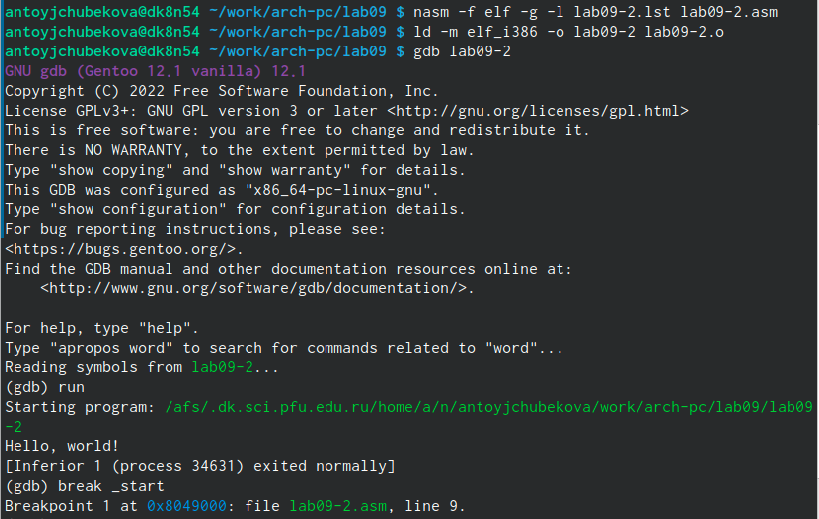 antoyjchubekova@dk8n54 ~/work/arch-pc/lab09 $ nasm -f elf -g -l lab09-2.lst lab09-2.asm
antoyjchubekova@dk8n54 ~/work/arch-pc/lab09 $ ld -m elf_i386 -o lab09-2 lab09-2.o
antoyjchubekova@dk8n54 ~/work/arch-pc/lab09 $ gdb lab09-2
GNU gdb (Gentoo 12.1 vanilla) 12.1
Copyright (C) 2022 Free Software Foundation, Inc.
License GPLv3+: GNU GPL version 3 or later <http://gnu.org/licenses/gpl.html>
This is free software: you are free to change and redistribute it.
There is NO WARRANTY, to the extent permitted by law.
Type "show copying" and "show warranty" for details.
This GDB was configured as "x86_64-pc-linux-gnu".
Type "show configuration" for configuration details.
For bug reporting instructions, please see:
<https://bugs.gentoo.org/>.
Find the GDB manual and other documentation resources online at:
    <http://www.gnu.org/software/gdb/documentation/>.

For help, type "help".
Type "apropos word" to search for commands related to "word"...
Reading symbols from lab09-2...
(gdb) run
Starting program: /afs/.dk.sci.pfu.edu.ru/home/a/n/antoyjchubekova/work/arch-pc/lab09/lab09
-2
Hello, world!
[Inferior 1 (process 34631) exited normally]
(gdb) break _start
Breakpoint 1 at 0x8049000: file lab09-2.asm, line 9.